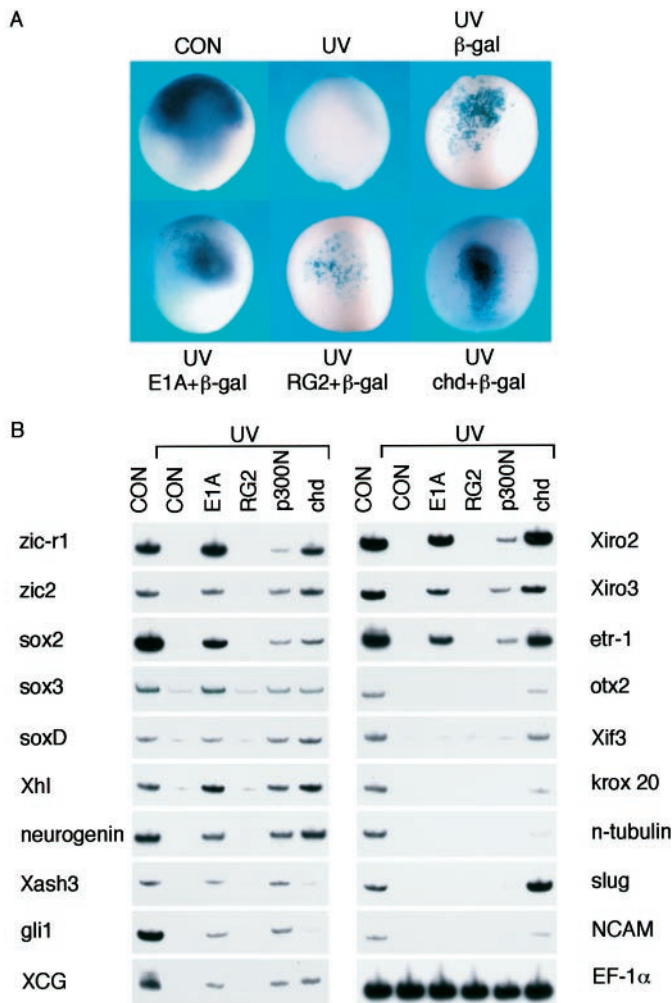 A
CON
UV
UV
β-gal
UV
E1A+β-gal
UV
RG2+β-gal
UV
chd+β-gal
B
UV
UV
CON
CON
E1A
RG2
p300N
chd
CON
CON
E1A
RG2
p300N
chd
zic-r1
zic2
sox2
sox3
soxD
Xhl
neurogenin
Xash3
gli1
XCG
Xiro2
Xiro3
etr-1
otx2
Xif3
krox 20
n-tubulin
slug
NCAM
EF-1α